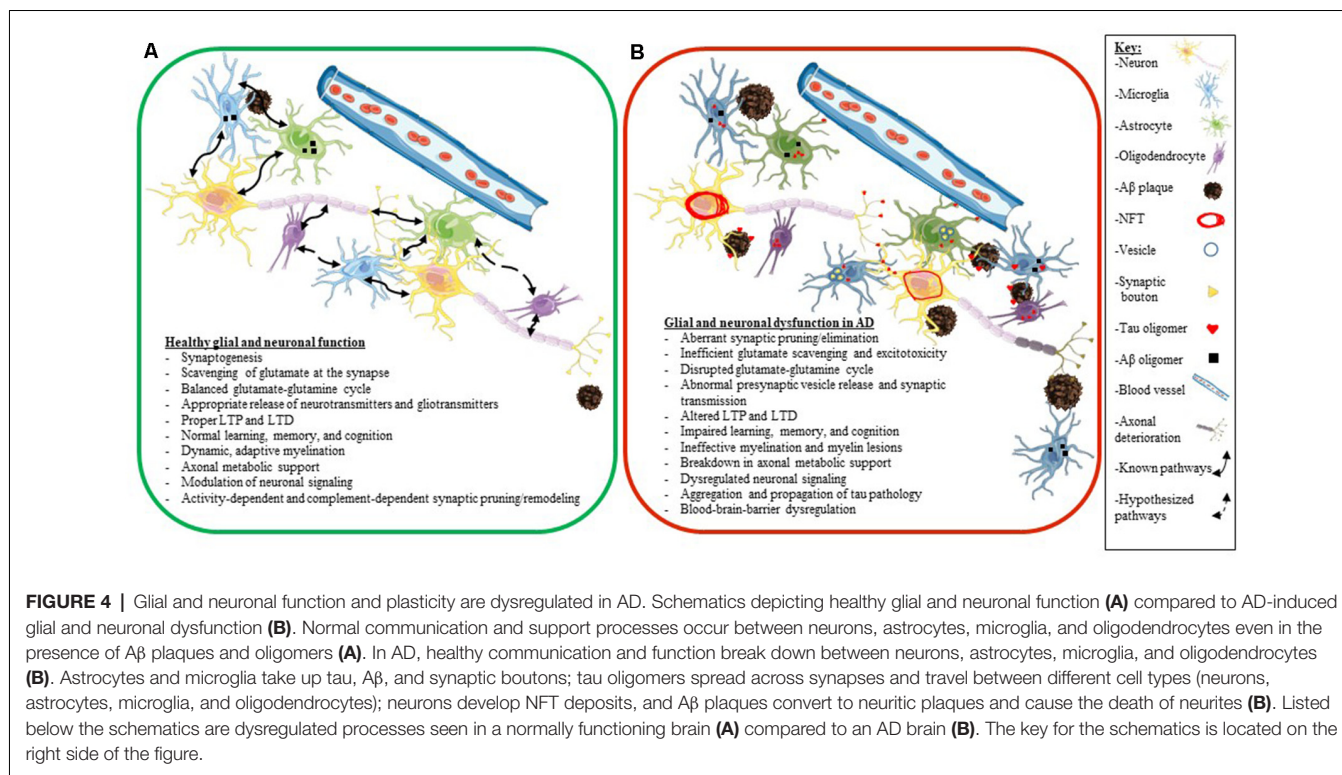 A
B
Healthy glial and neuronal function
- Synaptogenesis
- Scavenging of glutamate at the synapse
- Balanced glutamate-glutamine cycle
- Appropriate release of neurotransmitters and gliotransmitters
- Proper LTP and LTD
- Normal learning, memory, and cognition
- Dynamic, adaptive myelination
- Axonal metabolic support
- Modulation of neuronal signaling
- Activity-dependent and complement-dependent synaptic pruning/remodeling
Glial and neuronal dysfunction in AD
- Aberrant synaptic pruning/elimination
- Inefficient glutamate scavenging and excitotoxicity
- Disrupted glutamate-glutamine cycle
- Abnormal presynaptic vesicle release and synaptic
transmission
- Altered LTP and LTD
- Impaired learning, memory, and cognition
- Ineffective myelination and myelin lesions
- Breakdown in axonal metabolic support
- Dysregulated neuronal signaling
- Aggregation and propagation of tau pathology
- Blood-brain-barrier dysregulation
Key:
-Neuron
-Microglia
-Astrocyte
-Oligodendrocyte
-Aβ plaque
-NFT
-Vesicle
-Synaptic
bouton
-Tau oligomer
-Aβ oligomer
-Blood vessel
-Axonal
deterioration
-Known pathways
-Hypothesized
pathways
FIGURE 4 | Glial and neuronal function and plasticity are dysregulated in AD. Schematics depicting healthy glial and neuronal function (A) compared to AD-induced
glial and neuronal dysfunction (B). Normal communication and support processes occur between neurons, astrocytes, microglia, and oligodendrocytes even in the
presence of Aβ plaques and oligomers (A). In AD, healthy communication and function break down between neurons, astrocytes, microglia, and oligodendrocytes
(B). Astrocytes and microglia take up tau, Aβ, and synaptic boutons; tau oligomers spread across synapses and travel between different cell types (neurons,
astrocytes, microglia, and oligodendrocytes); neurons develop NFT deposits, and Aβ plaques convert to neuritic plaques and cause the death of neurites (B). Listed
below the schematics are dysregulated processes seen in a normally functioning brain (A) compared to an AD brain (B). The key for the schematics is located on the
right side of the figure.